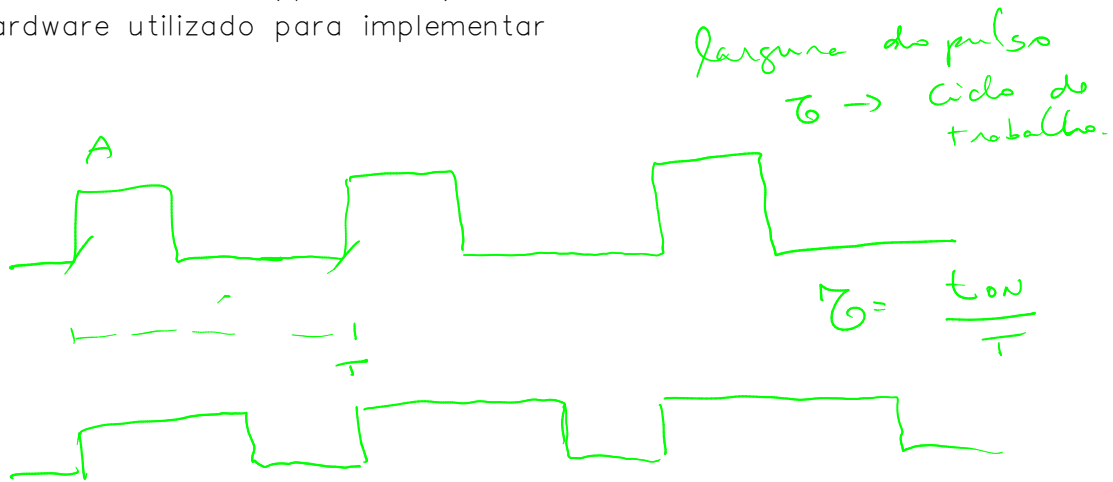 ardware utilizado para implementar
largura do pulso
τ → ciclo de
trabalho.
A
τ = tON
T
T